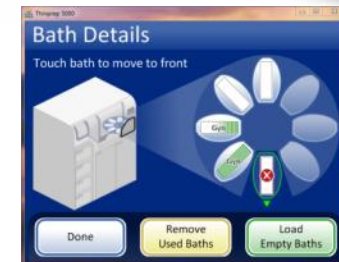 Thinprep 5000
Bath Details
Touch bath to move to front
Gyn
Gyn
Done
Remove
Used Baths
Load
Empty Baths